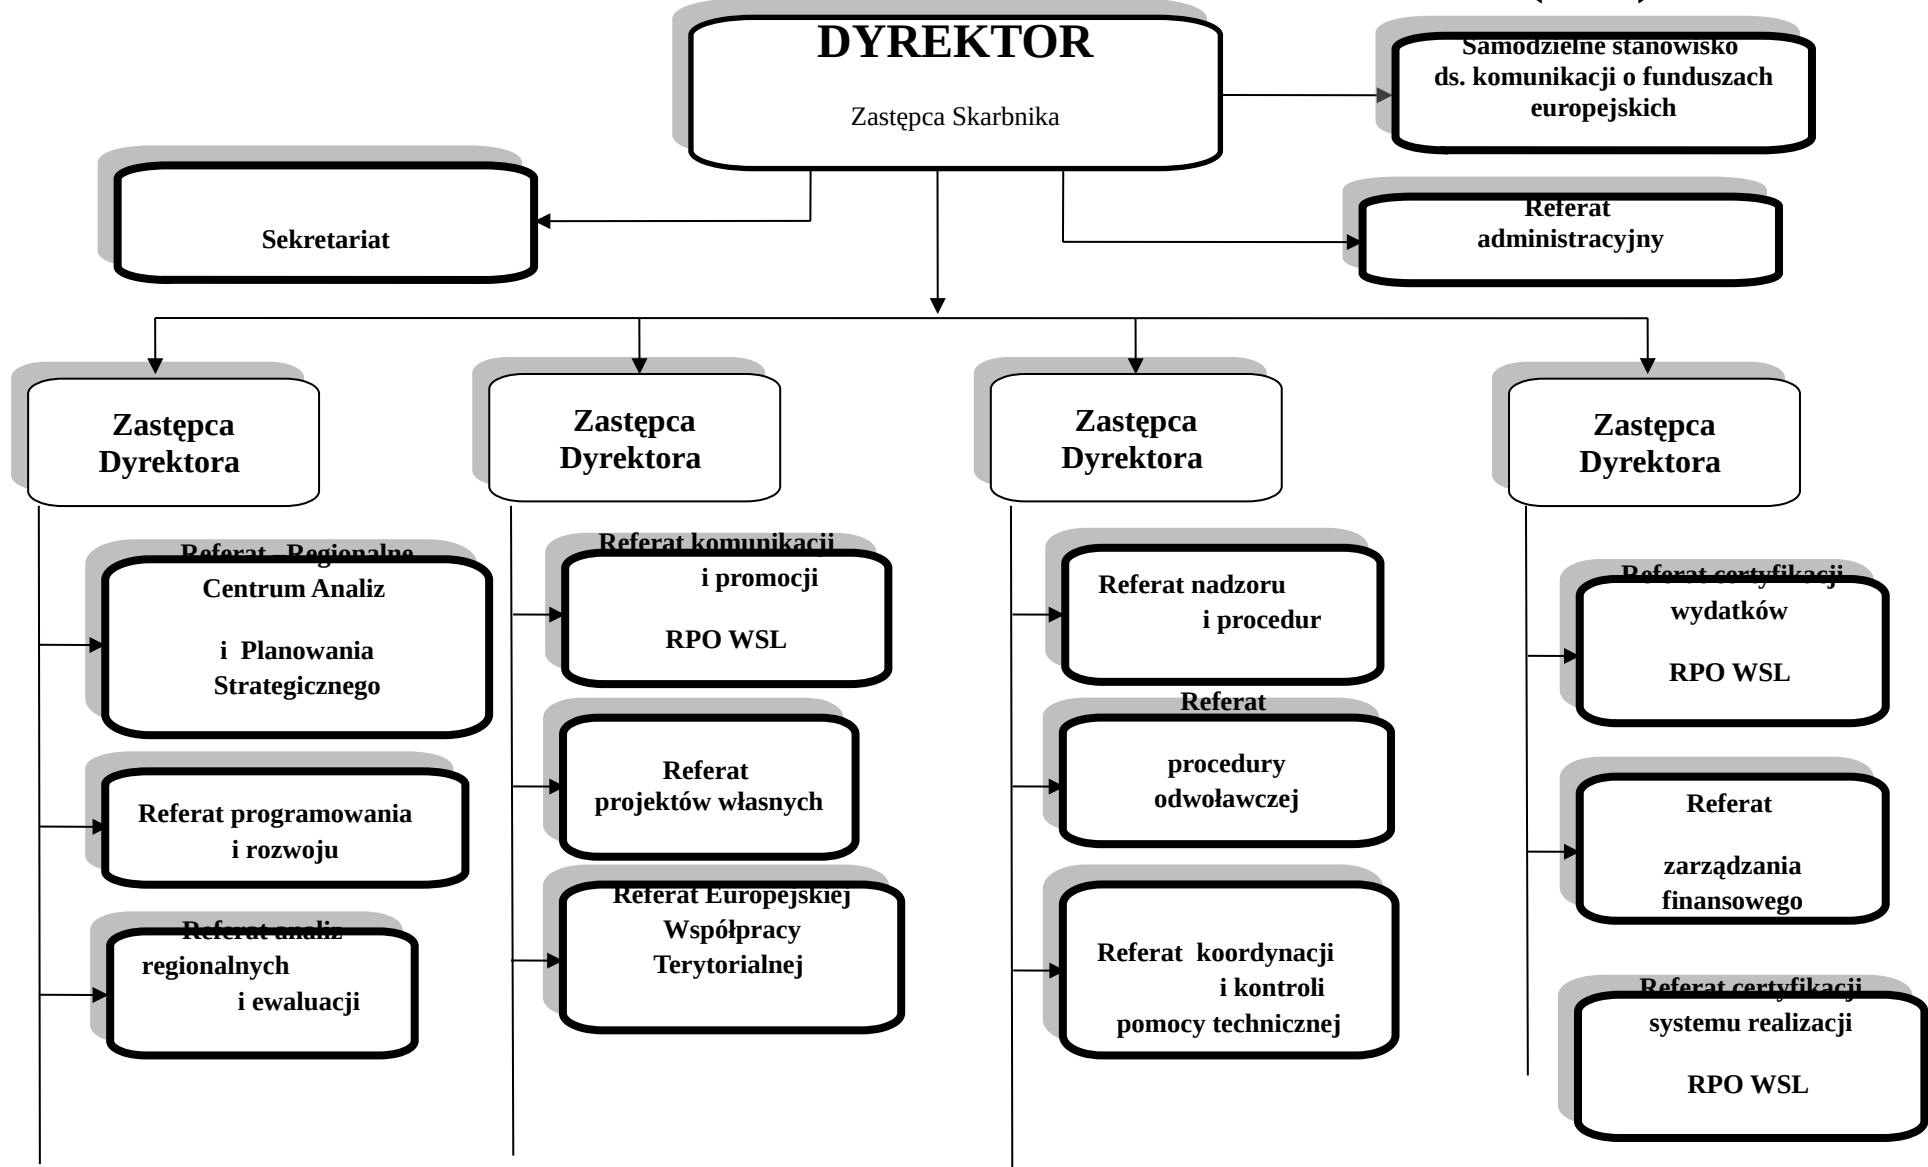 DYREKTOR
Zastępca Skarbnika
Samodzielne stanowisko
ds. komunikacji o funduszach
europejskich
Sekretariat
Referat
administracyjny
Zastępca
Dyrektora
Zastępca
Dyrektora
Zastępca
Dyrektora
Zastępca
Dyrektora
Referat –Regionalne
Centrum Analiz
i Planowania
Strategicznego
Referat programowania
i rozwoju
Referat analiz
regionalnych
i ewaluacji
Referat komunikacji
i promocji
RPO WSL
Referat
projektów własnych
Referat Europejskiej
Współpracy
Terytorialnej
Referat nadzoru
i procedur
Referat
procedury
odwoławczej
Referat koordynacji
i kontroli
pomocy technicznej
Referat certyfikacji
wydatków
RPO WSL
Referat
zarządzania
finansowego
Referat certyfikacji
systemu realizacji
RPO WSL